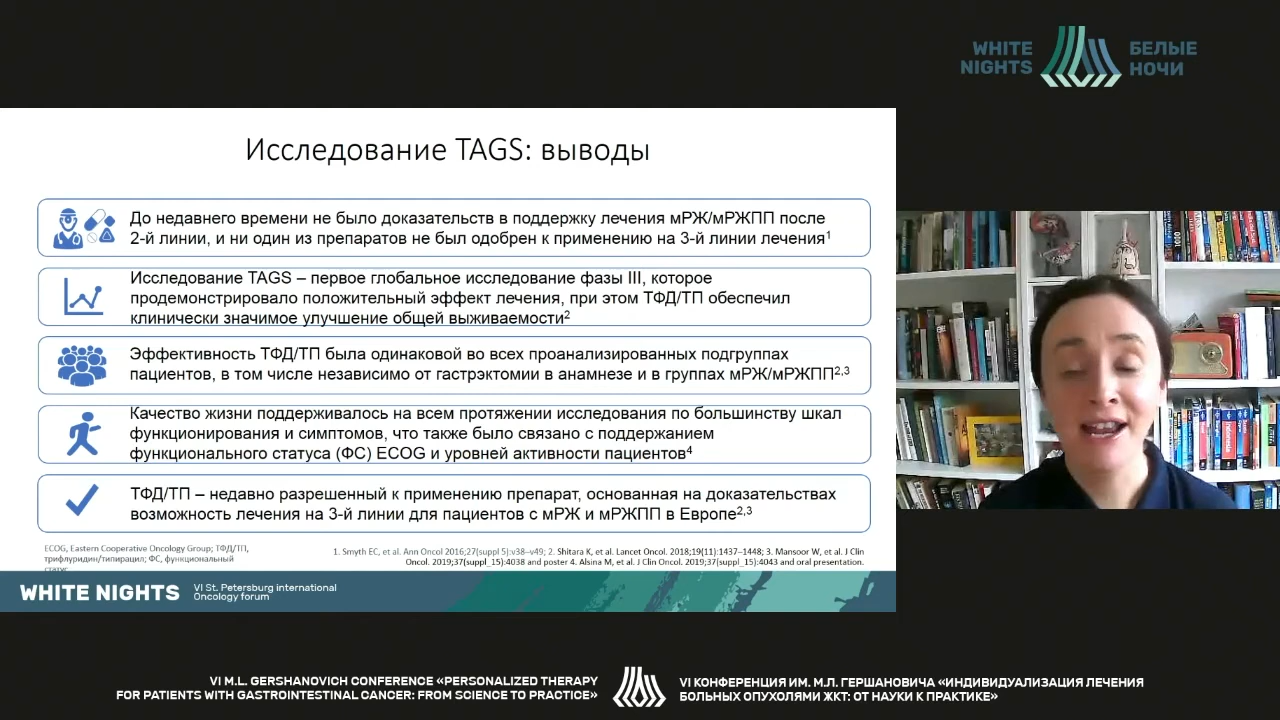 WHITE
NIGHTS
БЕЛЫЕ
НОЧИ
Исследование TAGS: выводы
До недавнего времени не было доказательств в поддержку лечения мРЖ/мРЖПП после
2-й линии, и ни один из препаратов не был одобрен к применению на 3-й линии лечения1
Исследование TAGS – первое глобальное исследование фазы III, которое
продемонстрировало положительный эффект лечения, при этом ТФД/ТП обеспечил
клинически значимое улучшение общей выживаемости2
Эффективность ТФД/ТП была одинаковой во всех проанализированных подгруппах
пациентов, в том числе независимо от гастрэктомии в анамнезе и в группах мРЖ/мРЖПП2,3
Качество жизни поддерживалось на всем протяжении исследования по большинству шкал
функционирования и симптомов, что также было связано с поддержанием
функционального статуса (ФС) ECOG и уровней активности пациентов4
ТФД/ТП – недавно разрешенный к применению препарат, основанная на доказательствах
возможность лечения на 3-й линии для пациентов с мРЖ и мРЖПП в Европе2,3
ECOG, Eastern Cooperative Oncology Group; ТФД/ТП,
трифлуридин/типирацил; ФС, функциональный
статус
1. Smyth EC, et al. Ann Oncol 2016;27(suppl 5):v38–v49; 2. Shitara K, et al. Lancet Oncol. 2018;19(11):1437–1448; 3. Mansoor W, et al. J Clin
Oncol. 2019;37(suppl_15):4038 and poster 4. Alsina M, et al. J Clin Oncol. 2019;37(suppl_15):4043 and oral presentation.
WHITE NIGHTS
VI St. Petersburg international
Oncology forum
Indonesia
VI M.L. GERSHANOVICH CONFERENCE «PERSONALIZED THERAPY
FOR PATIENTS WITH GASTROINTESTINAL CANCER: FROM SCIENCE TO PRACTICE»
VI КОНФЕРЕНЦИЯ ИМ. М.Л. ГЕРШАНОВИЧА «ИНДИВИДУАЛИЗАЦИЯ ЛЕЧЕНИЯ
БОЛЬНЫХ ОПУХОЛЯМИ ЖКТ: ОТ НАУКИ К ПРАКТИКЕ»